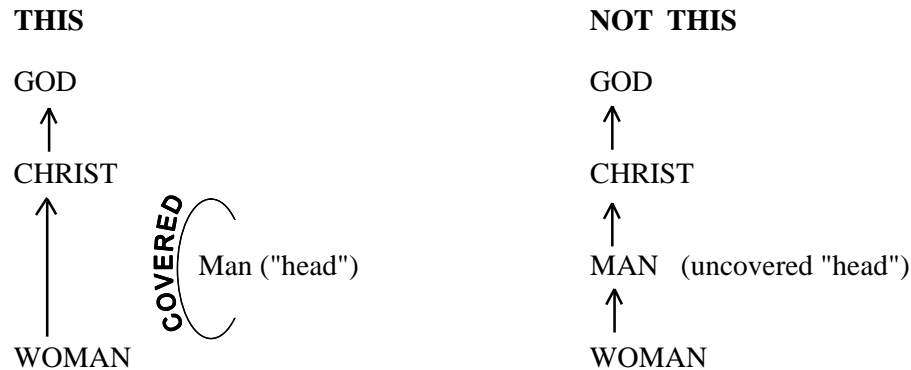 THIS
GOD
CHRIST
COVERED
Man ("head")
WOMAN
NOT THIS
GOD
CHRIST
MAN (uncovered "head")
WOMAN